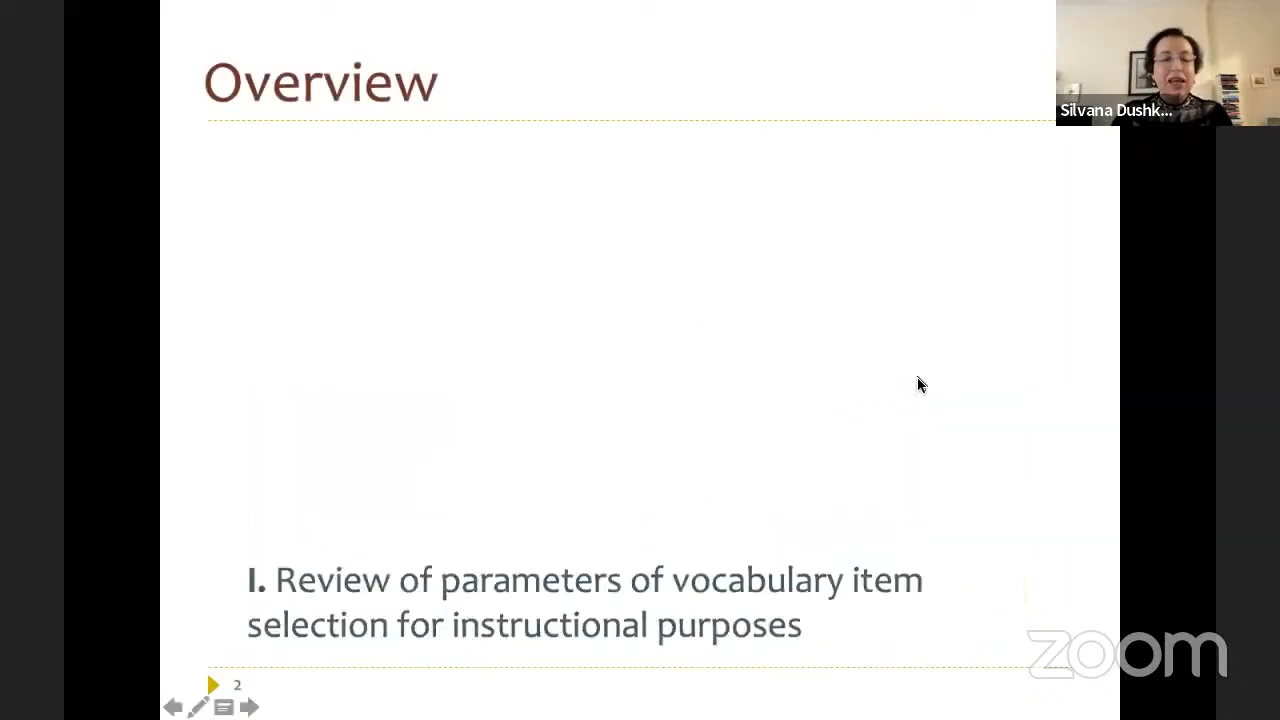 Overview
Silvana Dushk...
I. Review of parameters of vocabulary item
selection for instructional purposes
zoom
2